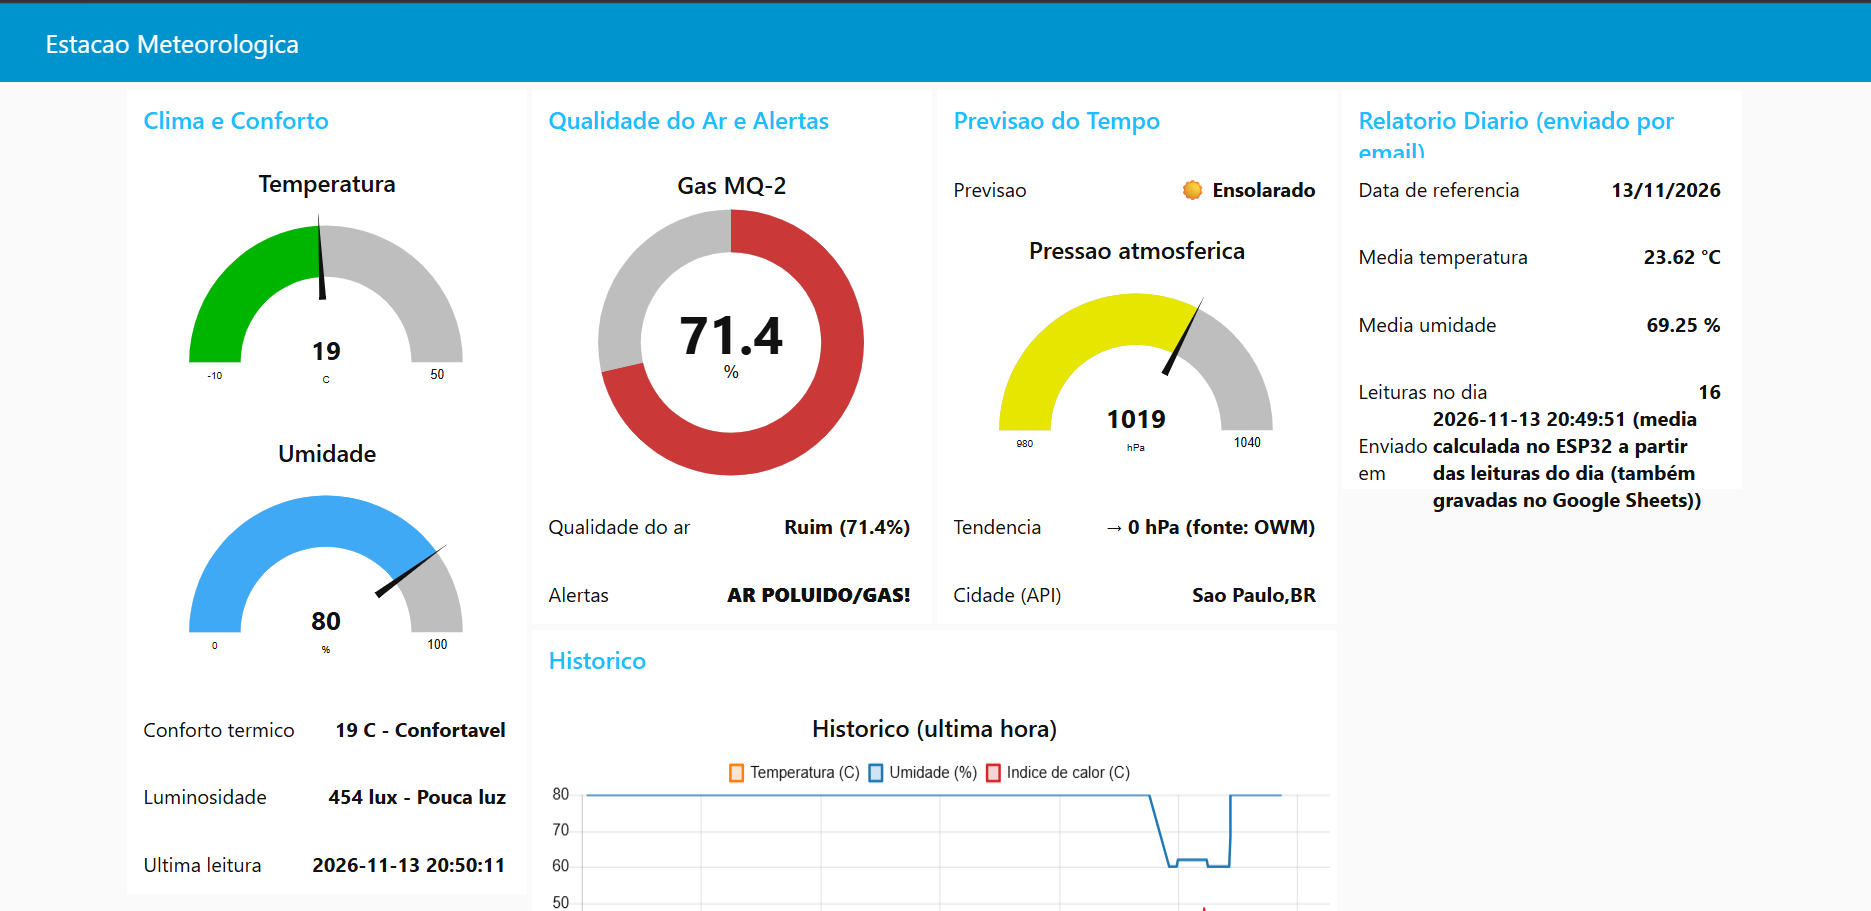 Estacao Meteorologica
Clima e Conforto
Temperatura
19
C
-10
50
Umidade
80
%
0
100
Conforto termico 19 C - Confortavel
Luminosidade 454 lux - Pouca luz
Ultima leitura 2026-11-13 20:50:11
Qualidade do Ar e Alertas
Gas MQ-2
71.4
%
Qualidade do ar Ruim (71.4%)
Alertas AR POLUIDO/GAS!
Previsao do Tempo
Previsao Ensolarado
Pressao atmosferica
1019
hPa
980
1040
Tendencia → 0 hPa (fonte: OWM)
Cidade (API) Sao Paulo,BR
Relatorio Diario (enviado por
email)
Data de referencia 13/11/2026
Media temperatura 23.62 °C
Media umidade 69.25 %
Leituras no dia 16
Enviado em
2026-11-13 20:49:51 (media
calculada no ESP32 a partir
das leituras do dia (também
gravadas no Google Sheets))
Historico
Historico (ultima hora)
Temperatura (C) Umidade (%) Indice de calor (C)
80
70
60
50